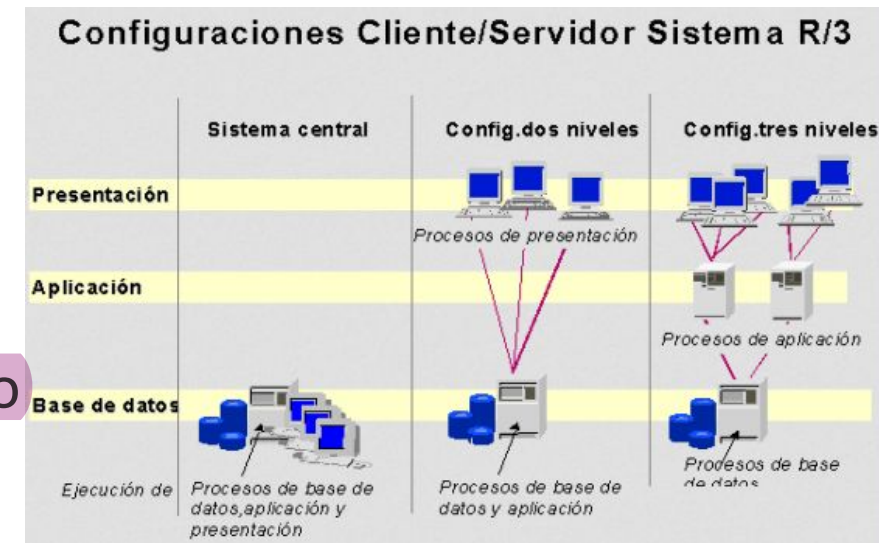 Configuraciones Cliente/Servidor Sistema R/3
Sistema central
Config.dos niveles
Config.tres niveles
Presentación
Procesos de presentación
Aplicación
Procesos de aplicación
o
Base de datos
Ejecución de
Procesos de base de
datos,aplicación y
presentación
Procesos de base de
datos y aplicación
Procesos de base
de datos